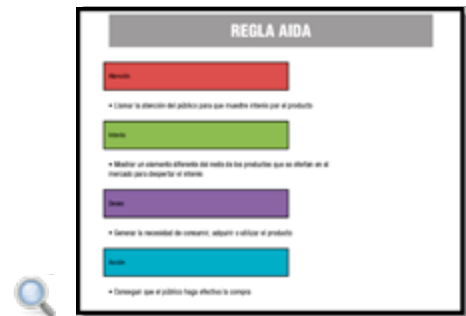 REGLA AIDA
Atención
• Llamar la atención del público para que muestre interés por el producto
Interés
• Mostrar un elemento diferente del resto de los productos que se ofertan en el
mercado para despertar el interés
Deseo
• Generar la necesidad de consumir, adquirir o utilizar el producto
Acción
• Conseguir que el público haga efectiva la compra